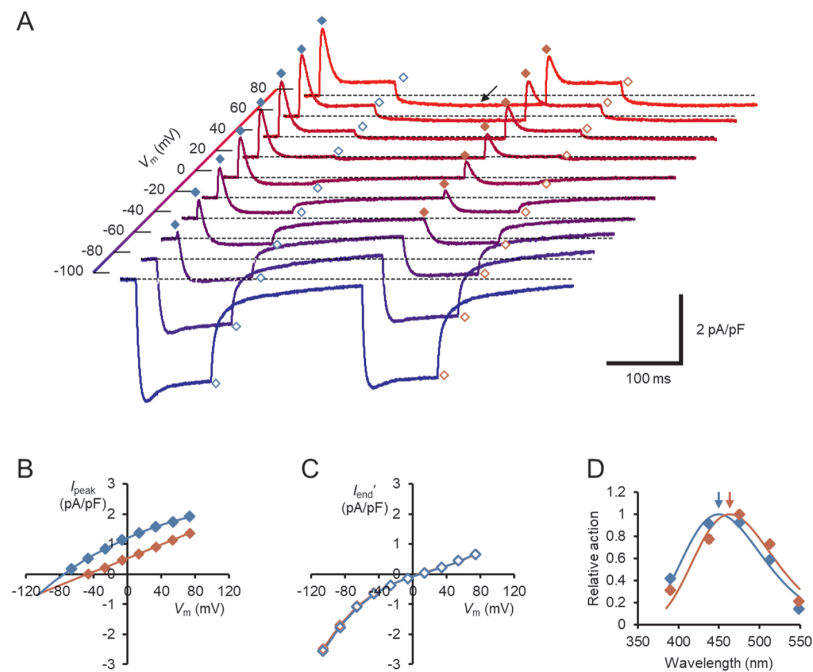 A
80
60
40
20
0
-20
-40
-60
-80
-100
Vm (mV)
2 pA/pF
100 ms
B
Ipeak
(pA/pF)
3
2
1
0
-1
-2
-3
-120 -80 -40 0 40 80 120
Vm (mV)
C
Iend'
(pA/pF)
3
2
1
0
-1
-2
-3
-120 -80 -40 0 40 80 120
Vm (mV)
D
Relative action
1.2
1
0.8
0.6
0.4
0.2
0
350 400 450 500 550
Wavelength (nm)